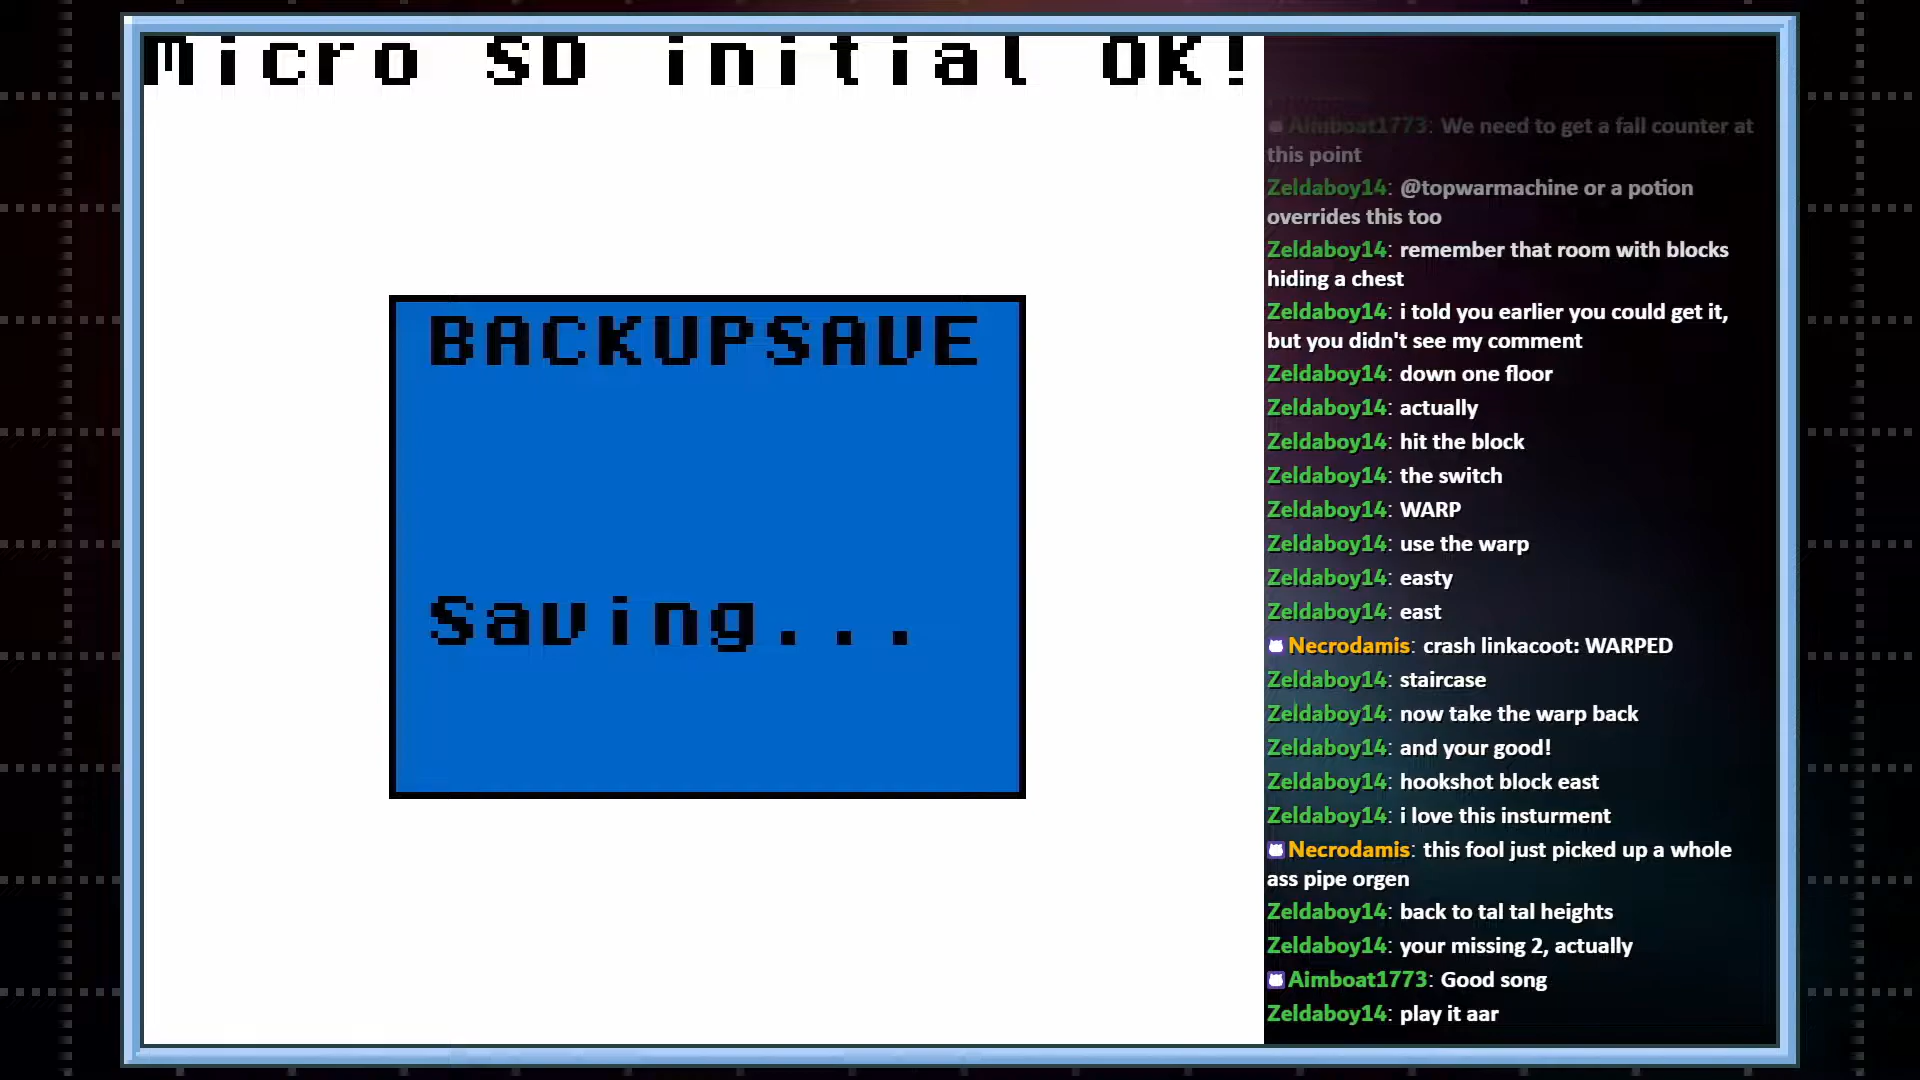 Micro SD initial OK!
BACKUPSAVE
Saving...
Aimboat1773: We need to get a fall counter at
this point
Zeldaboy14: @topwarmachine or a potion
overrides this too
Zeldaboy14: remember that room with blocks
hiding a chest
Zeldaboy14: i told you earlier you could get it,
but you didn't see my comment
Zeldaboy14: down one floor
Zeldaboy14: actually
Zeldaboy14: hit the block
Zeldaboy14: the switch
Zeldaboy14: WARP
Zeldaboy14: use the warp
Zeldaboy14: easty
Zeldaboy14: east
Necrodamis: crash linkacoot: WARPED
Zeldaboy14: staircase
Zeldaboy14: now take the warp back
Zeldaboy14: and your good!
Zeldaboy14: hookshot block east
Zeldaboy14: i love this insturment
Necrodamis: this fool just picked up a whole
ass pipe orgen
Zeldaboy14: back to tal tal heights
Zeldaboy14: your missing 2, actually
Aimboat1773: Good song
Zeldaboy14: play it aar